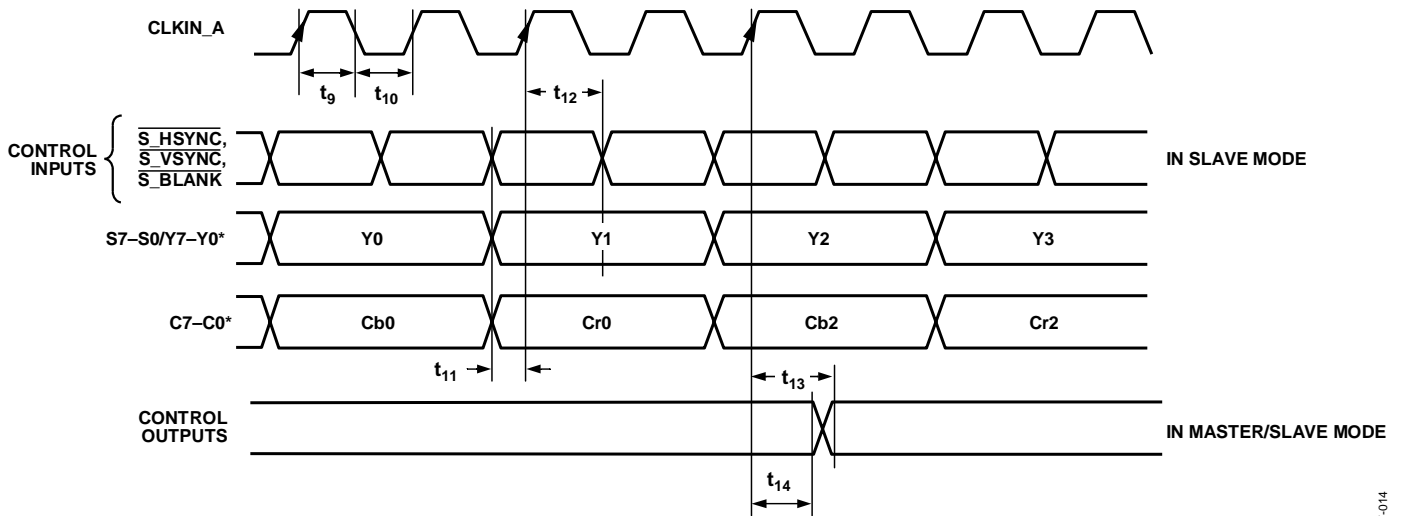 CLKIN_A
t9
t10
t12
CONTROL
INPUTS
S_HSYNC,
S_VSYNC,
S_BLANK
IN SLAVE MODE
S7–S0/Y7–Y0*
Y0
Y1
Y2
Y3
C7–C0*
Cb0
Cr0
Cb2
Cr2
t11
t13
CONTROL
OUTPUTS
IN MASTER/SLAVE MODE
t14
-014